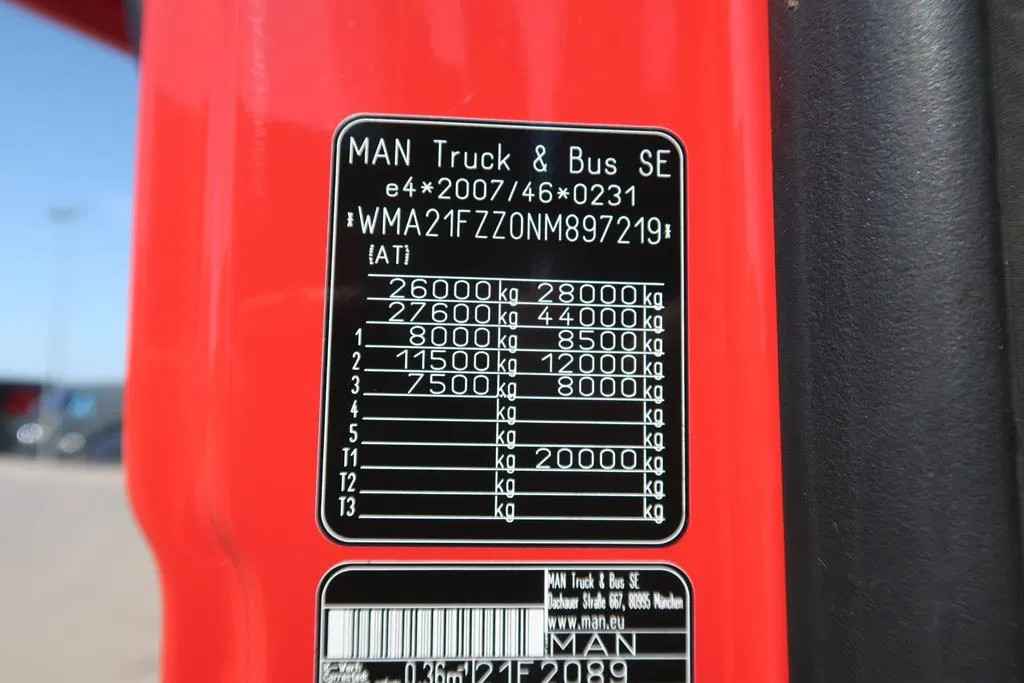 MAN Truck & Bus SE
e4*2007/46*0231
*WMA21FZZ0NM897219*
(AT)
26000 kg 28000 kg
27600 kg 44000 kg
1 8000 kg 8500 kg
2 11500 kg 12000 kg
3 7500 kg 8000 kg
4 kg kg
5 kg kg
T1 kg 20000 kg
T2 kg kg
T3 kg kg
MAN Truck & Bus SE
Dachauer Straße 667, 80995 München
www.man.eu
MAN
0,36m⁻¹ 21F2089